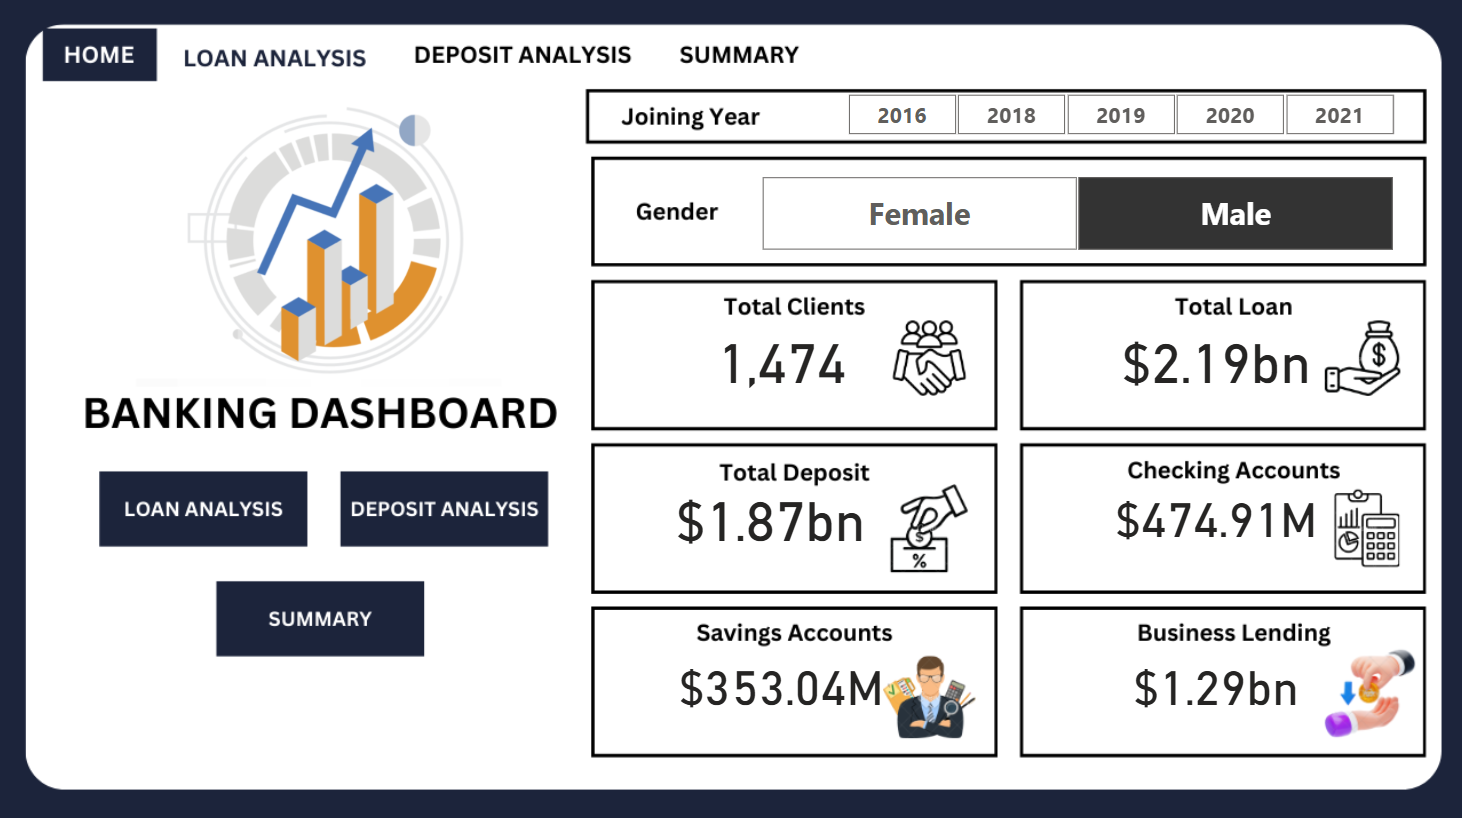 HOME
LOAN ANALYSIS
DEPOSIT ANALYSIS
SUMMARY
BANKING DASHBOARD
LOAN ANALYSIS
DEPOSIT ANALYSIS
SUMMARY
Joining Year
2016
2018
2019
2020
2021
Gender
Female
Male
Total Clients
1,474
Total Loan
$2.19bn
$
Total Deposit
$1.87bn
$
%
Checking Accounts
$474.91M
Savings Accounts
$353.04M
Business Lending
$1.29bn